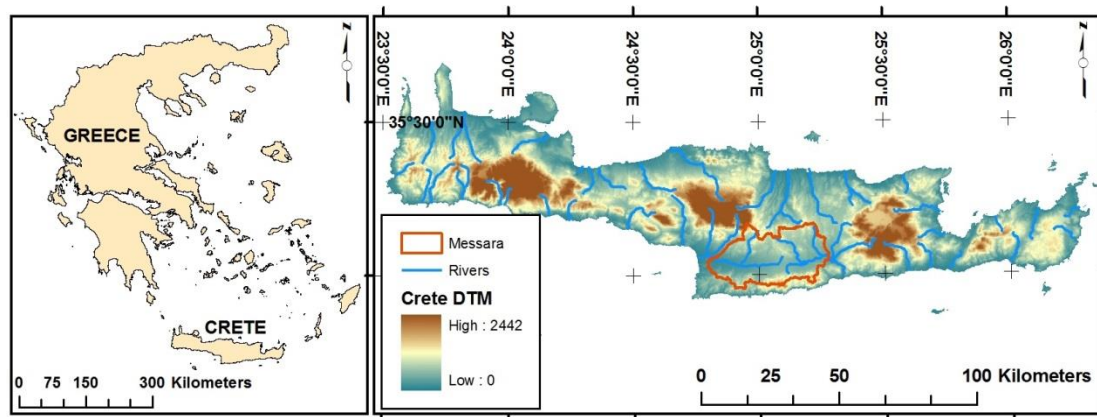 GREECE
CRETE
0 75 150 300 Kilometers
N
23°30'0"E
24°0'0"E
24°30'0"E
25°0'0"E
25°30'0"E
26°0'0"E
N
35°30'0"N
Messara
Rivers
Crete DTM
High : 2442
Low : 0
0 25 50 100 Kilometers